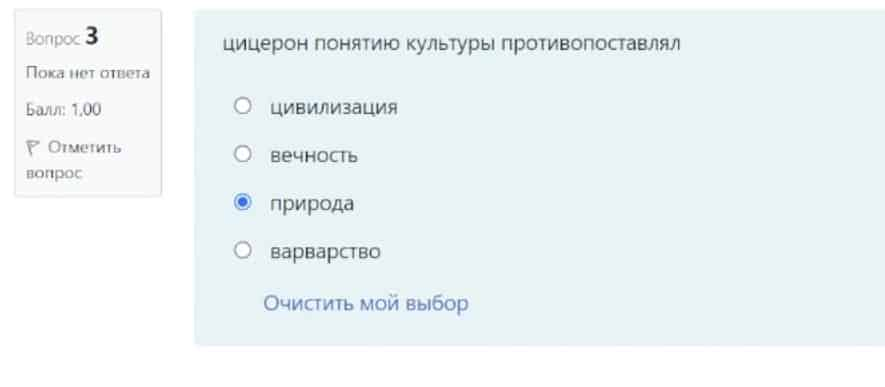 Вопрос 3
Пока нет ответа
Балл: 1,00
Отметить
вопрос
цицерон понятию культуры противопоставлял
цивилизация
вечность
природа
варварство
Очистить мой выбор